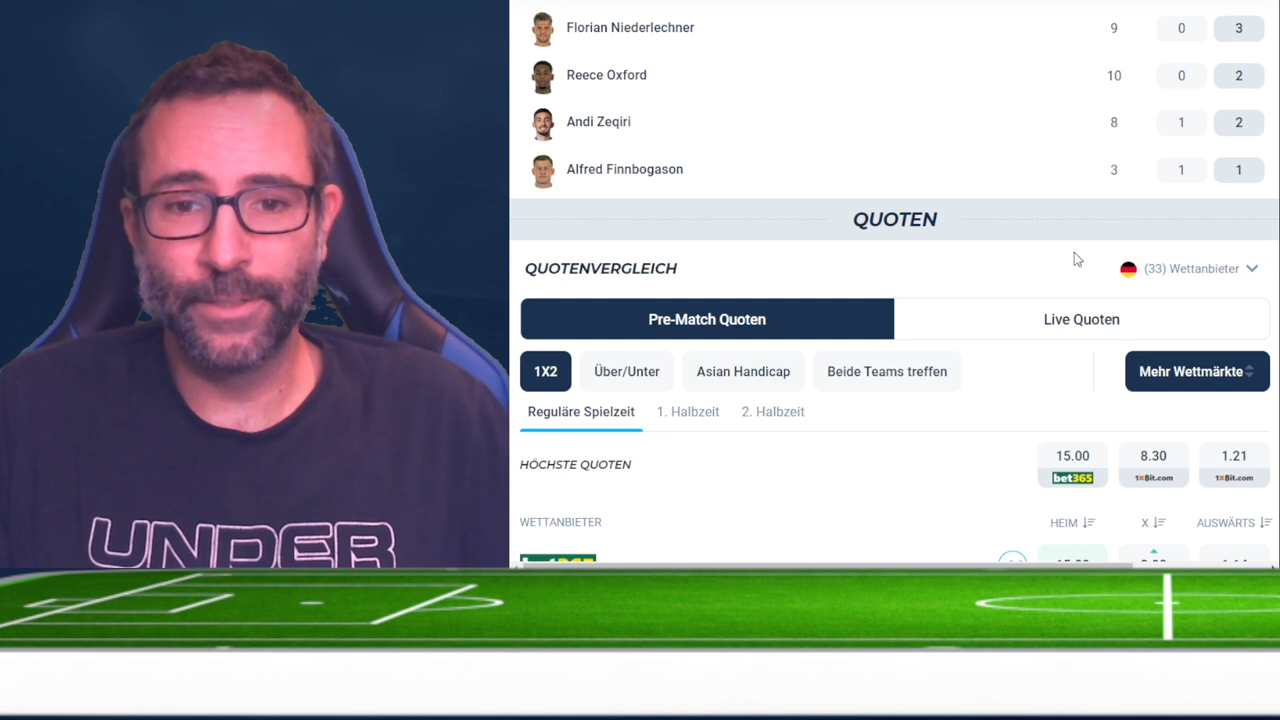 Florian Niederlechner 9 0 3
Reece Oxford 10 0 2
Andi Zeqiri 8 1 2
Alfred Finnbogason 3 1 1
QUOTEN
QUOTENVERGLEICH (33) Wettanbieter
Pre-Match Quoten Live Quoten
1X2 Über/Unter Asian Handicap Beide Teams treffen Mehr Wettmärkte
Reguläre Spielzeit 1. Halbzeit 2. Halbzeit
HÖCHSTE QUOTEN 15.00 8.30 1.21
bet365 1XBit.com 1XBit.com
WETTANBIETER HEIM X AUSWÄRTS
bet365
UNDER